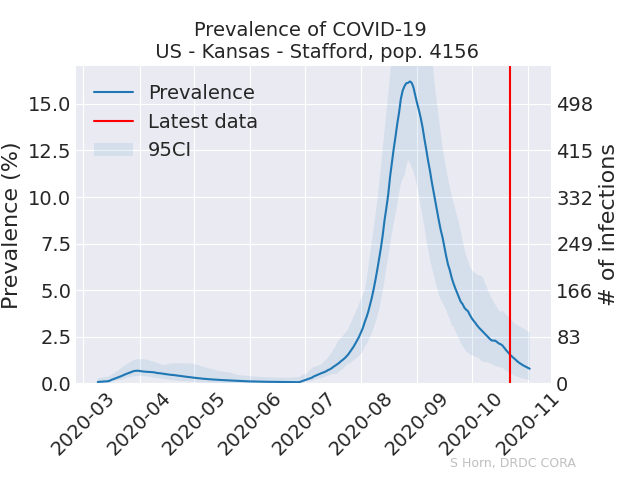 Prevalence of COVID-19
US - Kansas - Stafford, pop. 4156
Prevalence
Latest data
95CI
Prevalence (%)
15.0
12.5
10.0
7.5
5.0
2.5
0.0
498
415
332
249
166
83
0
# of infections
2020-03
2020-04
2020-05
2020-06
2020-07
2020-08
2020-09
2020-10
2020-11
S Horn, DRDC CORA